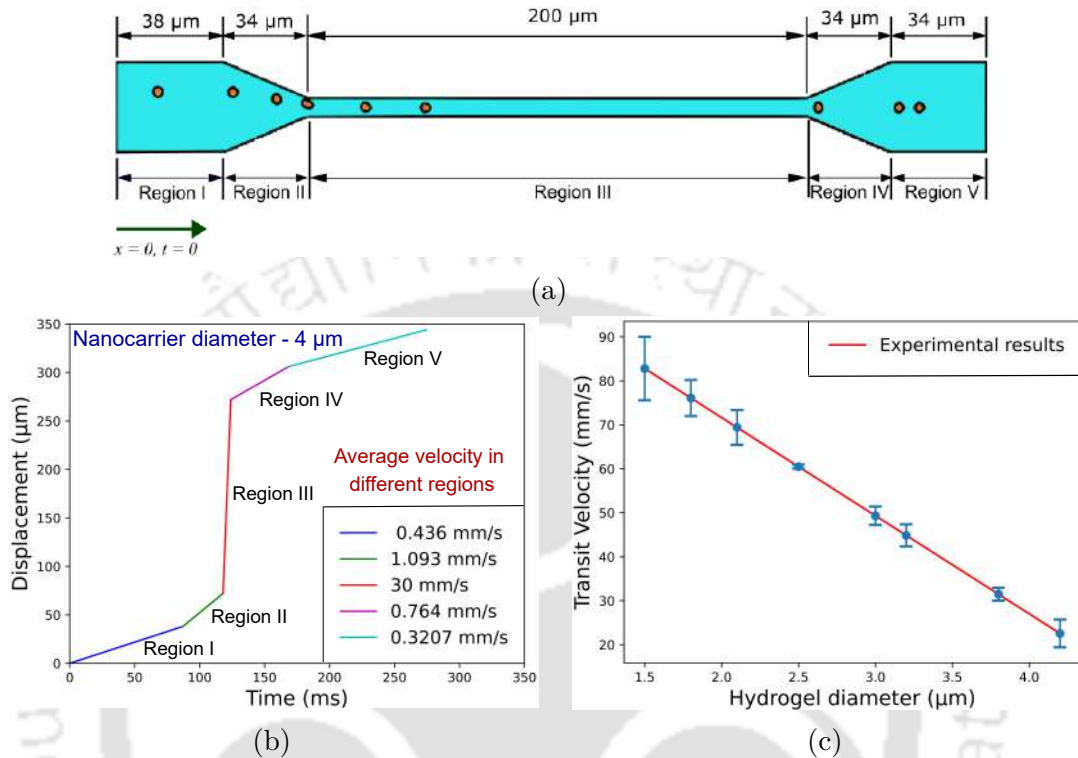 38 μm 34 μm 200 μm 34 μm 34 μm
Region I Region II Region III Region IV Region V
x = 0, t = 0
(a)
350
300
250
200
150
100
50
0
Displacement (μm)
Nanocarrier diameter - 4 μm
Region V
Region IV
Average velocity in
different regions
Region III
Region II
Region I
0.436 mm/s
1.093 mm/s
30 mm/s
0.764 mm/s
0.3207 mm/s
0 50 100 150 200 250 300 350
Time (ms)
(b)
90
80
70
60
50
40
30
20
Transit Velocity (mm/s)
Experimental results
1.5 2.0 2.5 3.0 3.5 4.0
Hydrogel diameter (μm)
(c)